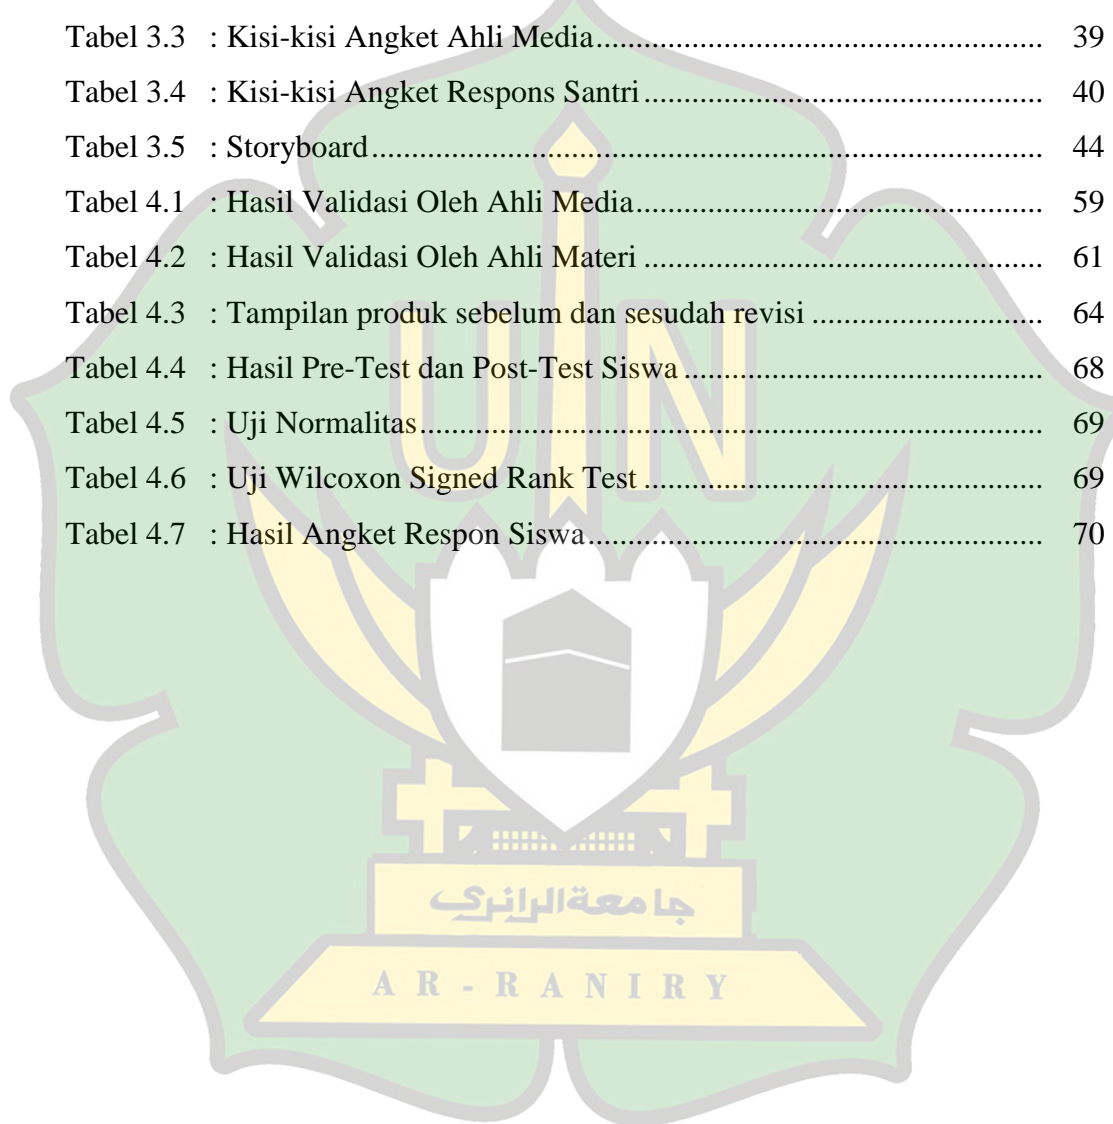 Tabel 3.3 : Kisi-kisi Angket Ahli Media........................................................ 39
Tabel 3.4 : Kisi-kisi Angket Respons Santri.................................................. 40
Tabel 3.5 : Storyboard.................................................................................... 44
Tabel 4.1 : Hasil Validasi Oleh Ahli Media................................................... 59
Tabel 4.2 : Hasil Validasi Oleh Ahli Materi .................................................. 61
Tabel 4.3 : Tampilan produk sebelum dan sesudah revisi ............................. 64
Tabel 4.4 : Hasil Pre-Test dan Post-Test Siswa ............................................. 68
Tabel 4.5 : Uji Normalitas.............................................................................. 69
Tabel 4.6 : Uji Wilcoxon Signed Rank Test .................................................. 69
Tabel 4.7 : Hasil Angket Respon Siswa......................................................... 70
UIN
جامعة الرانري
AR-RANIRY